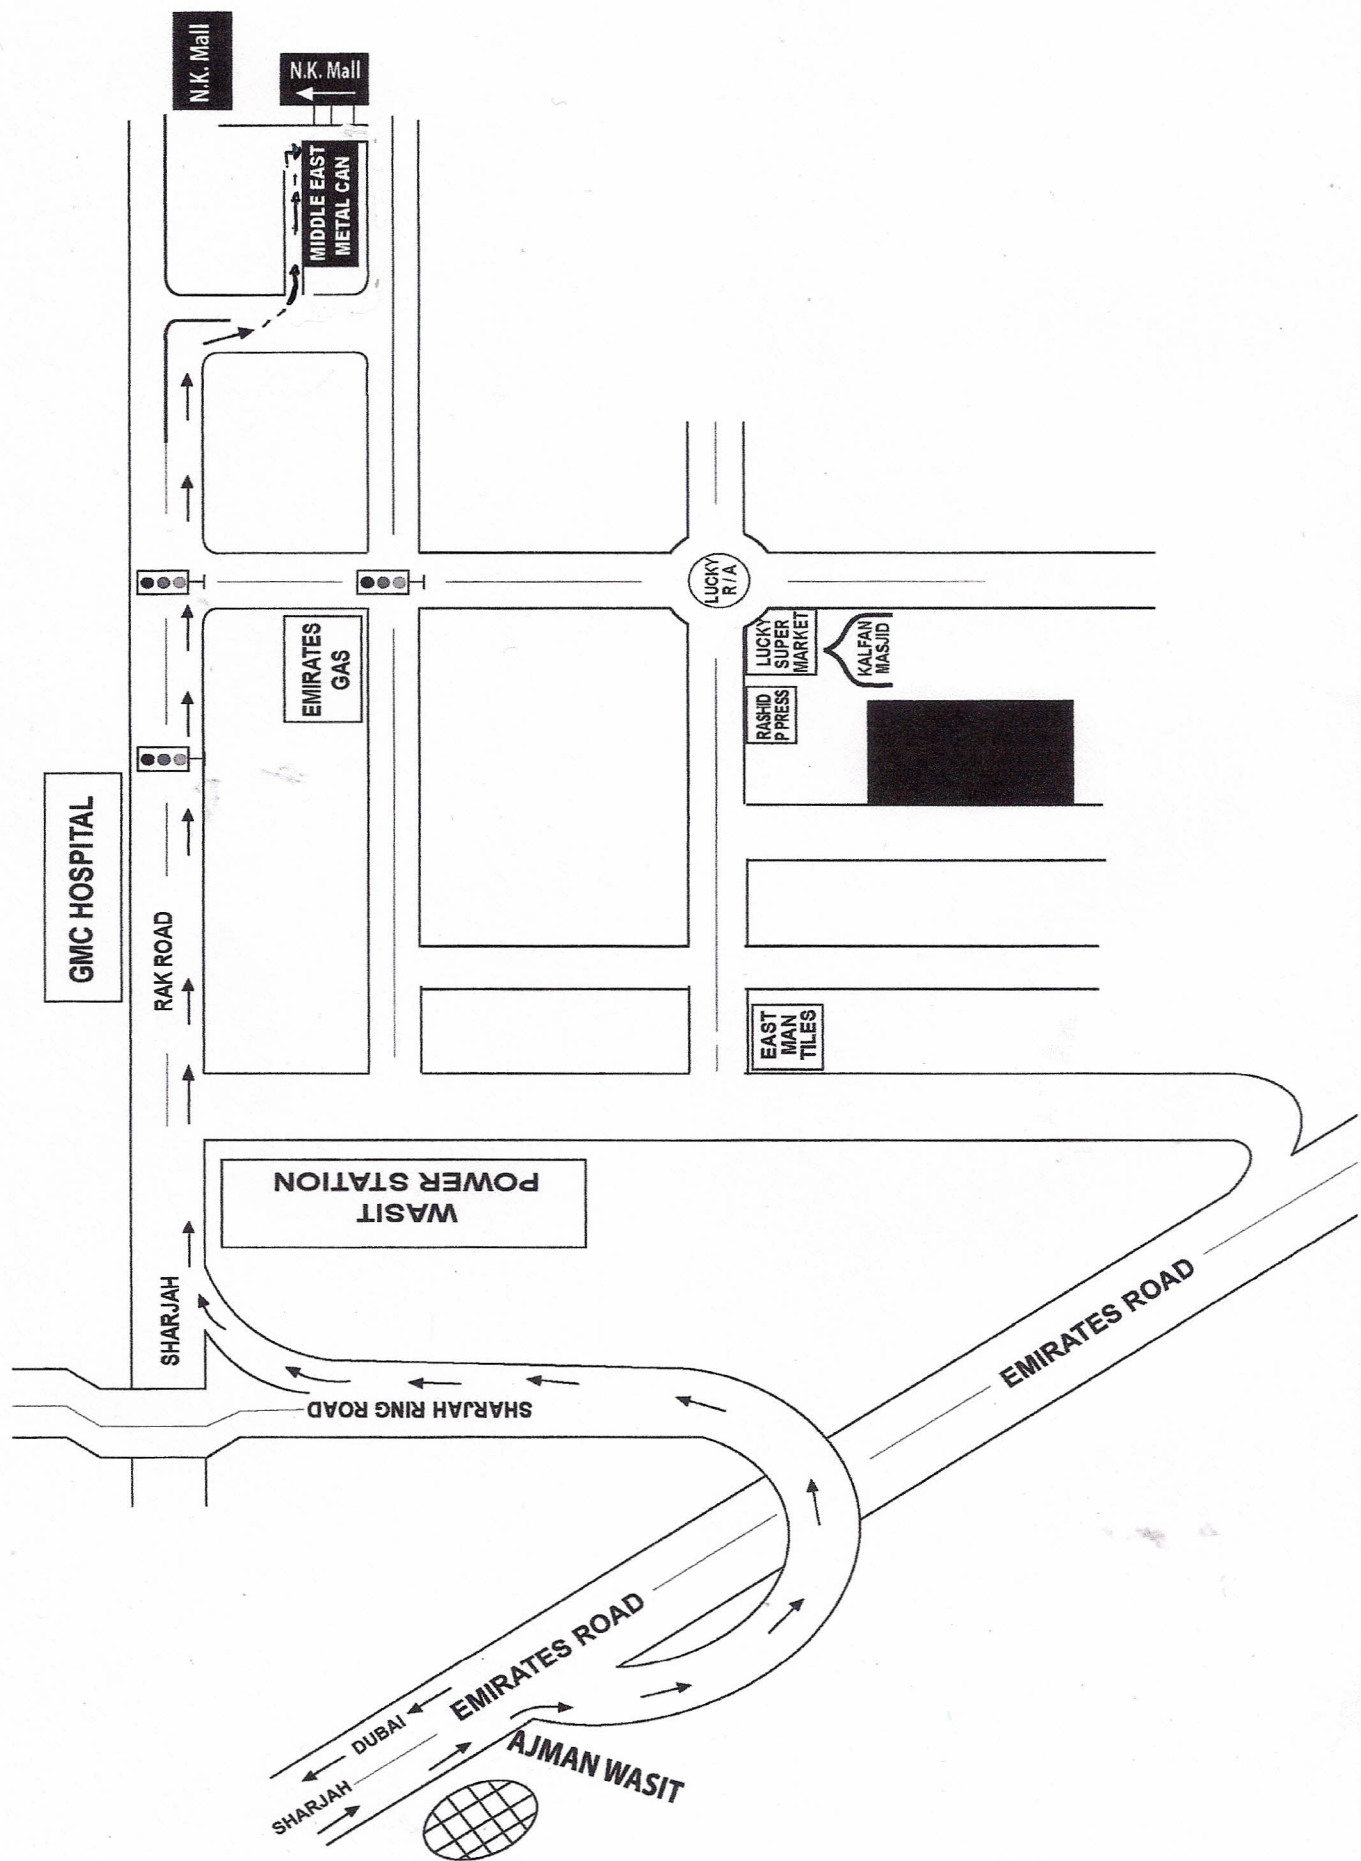 N.K. Mall
N.K. Mall
MIDDLE EAST
METAL CAN
EMIRATES
GAS
LUCKY
R / A
LUCKY
SUPER
MARKET
KALFAN
MASJID
RASHID
P PRESS
GMC HOSPITAL
RAK ROAD
EAST
MAN
TILES
WASIT
POWER STATION
SHARJAH
SHARJAH RING ROAD
EMIRATES ROAD
EMIRATES ROAD
DUBAI
SHARJAH
AJMAN WASIT